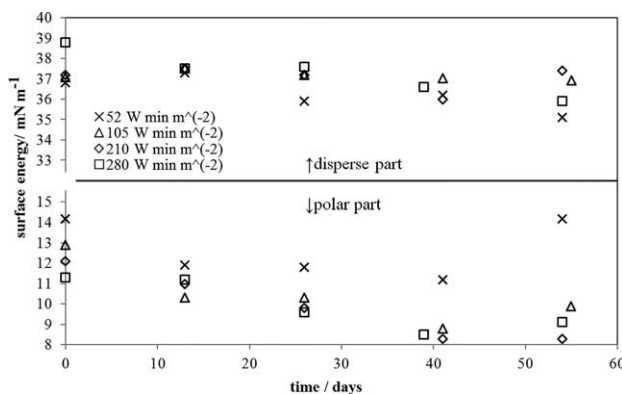 surface energy/ mN m⁻¹
40
39
38
37
36
35
34
33
15
14
13
12
11
10
9
8
× 52 W min m^(-2)
△ 105 W min m^(-2)
◇ 210 W min m^(-2)
□ 280 W min m^(-2)
↑disperse part
↓polar part
0 10 20 30 40 50 60
time / days